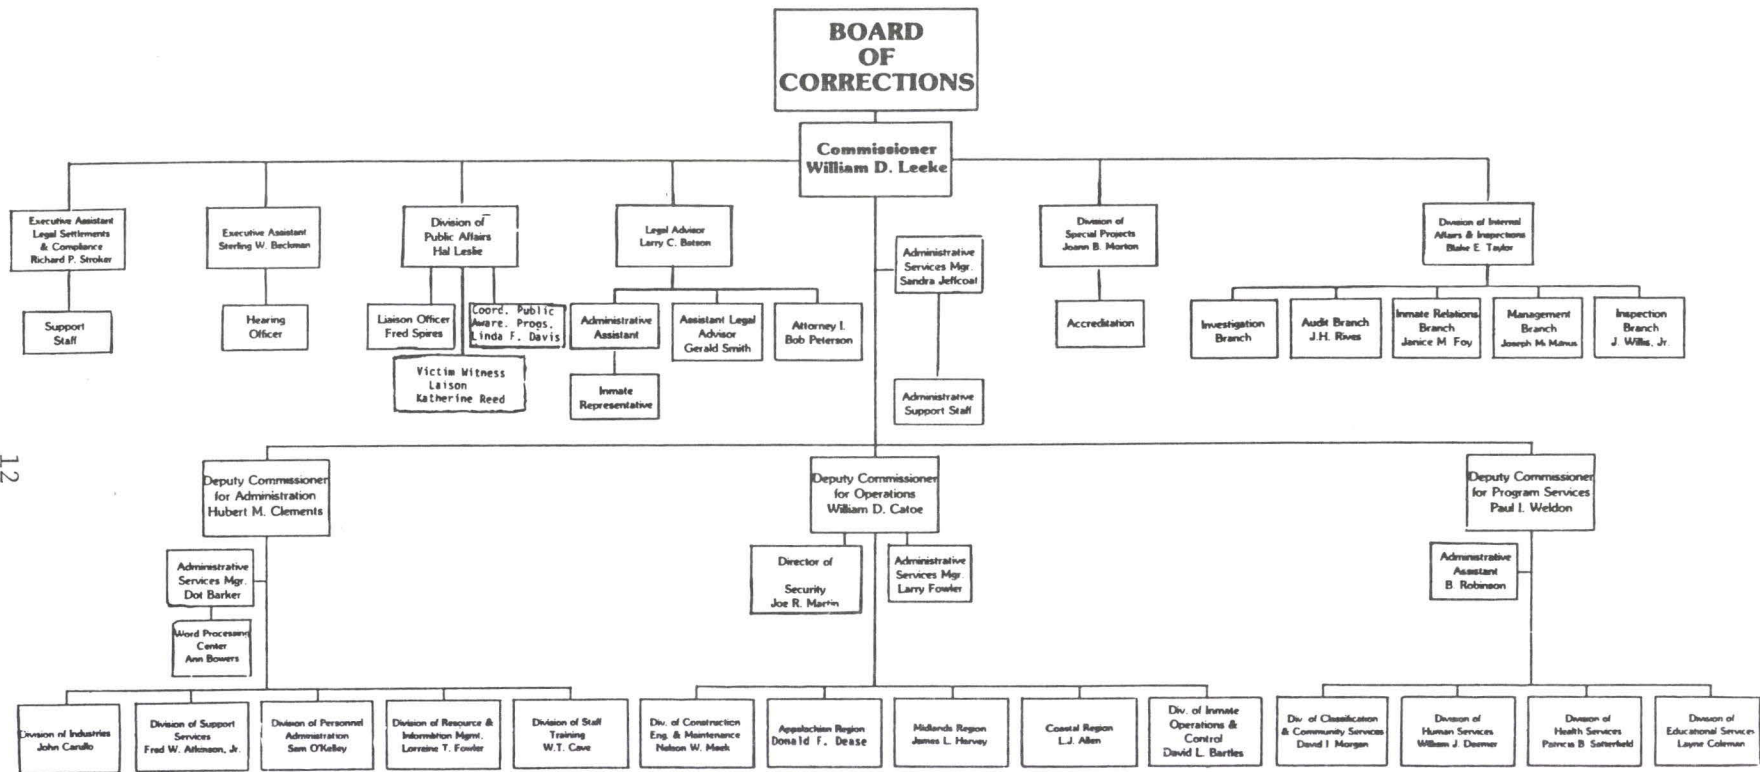 BOARD
OF
CORRECTIONS
Commissioner
William D. Leeke
Executive Assistant
Legal Settlements
& Compliance
Richard P. Stroker
Support
Staff
Executive Assistant
Sterling W. Beckman
Hearing
Officer
Division of
Public Affairs
Hal Leslie
Liaison Officer
Fred Spires
Coord. Public
Aware. Progs.
Linda F. Davis
Victim Witness
Laison
Katherine Reed
Legal Advisor
Larry C. Batson
Administrative
Assistant
Inmate
Representative
Assistant Legal
Advisor
Gerald Smith
Attorney I.
Bob Peterson
Administrative
Services Mgr.
Sandra Jeffcoat
Administrative
Support Staff
Division of
Special Projects
Joann B. Morton
Accreditation
Division of Internal
Affairs & Inspections
Blake E. Taylor
Investigation
Branch
Audit Branch
J.H. Rives
Inmate Relations
Branch
Janice M Foy
Management
Branch
Joseph Mc Manus
Inspection
Branch
J. Willis, Jr.
12
Deputy Commissioner
for Administration
Hubert M. Clements
Administrative
Services Mgr.
Dot Barker
Word Processing
Center
Ann Bowers
Division of Industries
John Carullo
Division of Support
Services
Fred W. Atkinson, Jr.
Division of Personnel
Administration
Sam O'Kelley
Division of Resource &
Information Mgmt.
Lorraine T. Fowler
Division of Staff
Training
W.T. Cave
Deputy Commissioner
for Operations
William D. Catoe
Director of
Security
Joe R. Martin
Administrative
Services Mgr.
Larry Fowler
Div. of Construction
Eng. & Maintenance
Nelson W. Meek
Appalachian Region
Donald F. Dease
Midlands Region
James L. Harvey
Coastal Region
L.J. Allen
Div. of Inmate
Operations &
Control
David L. Bartles
Deputy Commissioner
for Program Services
Paul I. Weldon
Administrative
Assistant
B. Robinson
Div. of Classification
& Community Services
David I. Morgan
Division of
Human Services
William J. Deemer
Division of
Health Services
Patricia B. Satterfield
Division of
Educational Services
Layne Coleman